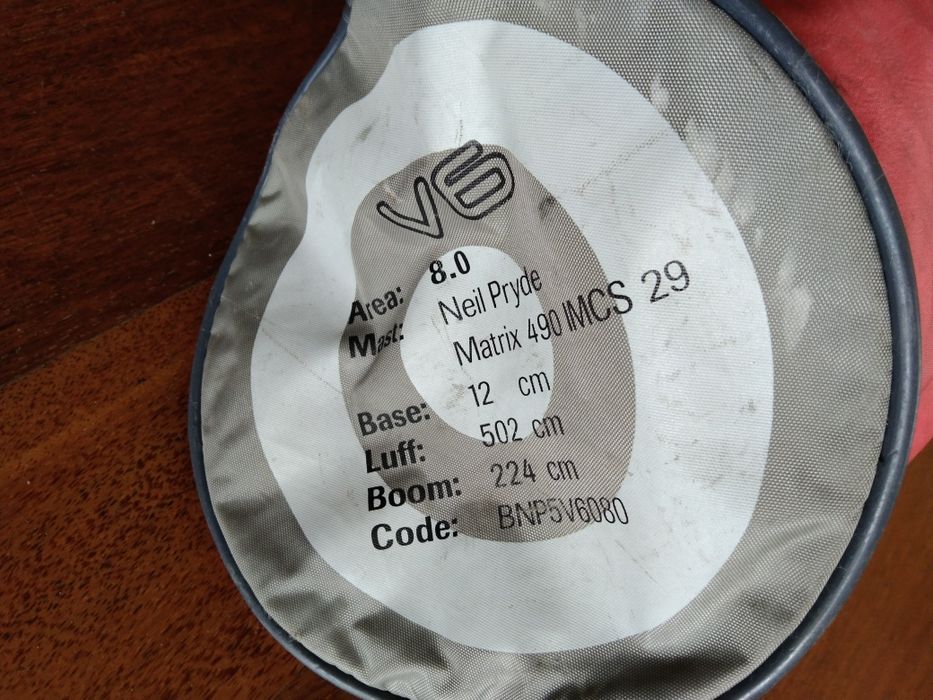 V6
Area: 8.0
Mast: Neil Pryde
Matrix 490 IMCS 29
Base: 12 cm
Luff: 502 cm
Boom: 224 cm
Code: BNP5V6080